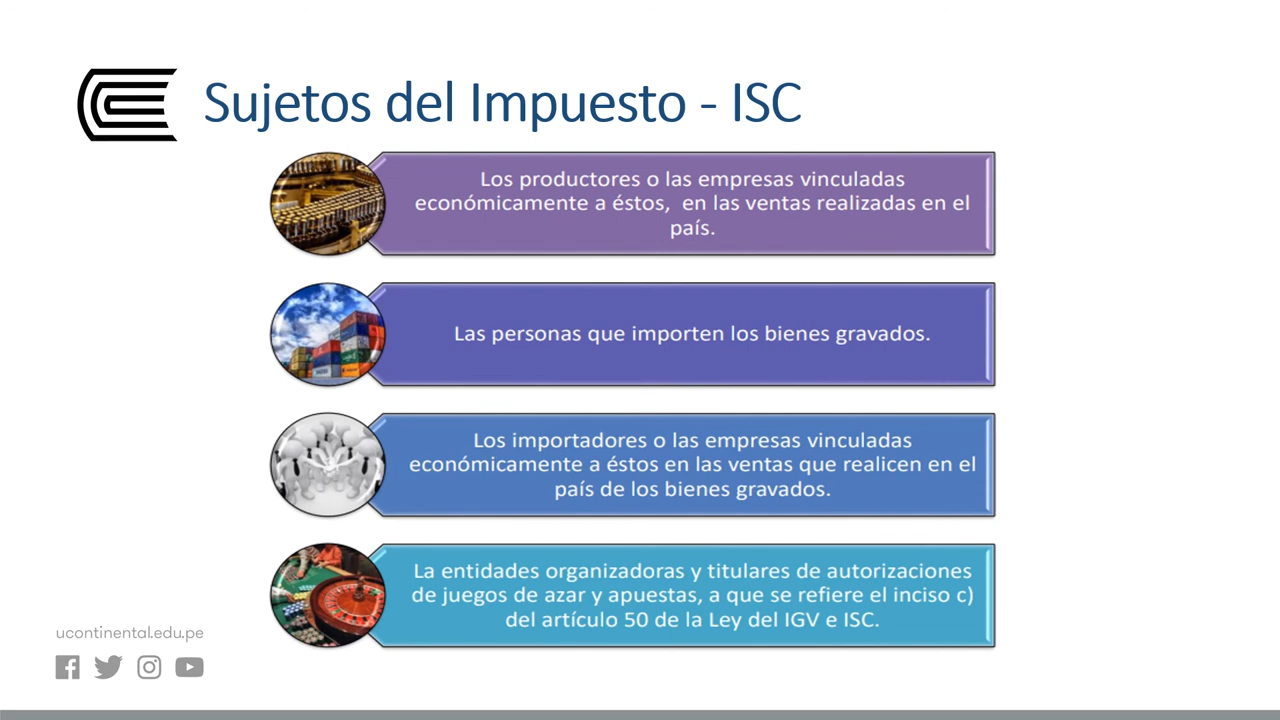 Sujetos del Impuesto - ISC
Los productores o las empresas vinculadas
económicamente a éstos, en las ventas realizadas en el
país.
Las personas que importen los bienes gravados.
Los importadores o las empresas vinculadas
económicamente a éstos en las ventas que realicen en el
país de los bienes gravados.
La entidades organizadoras y titulares de autorizaciones
de juegos de azar y apuestas, a que se refiere el inciso c)
del artículo 50 de la Ley del IGV e ISC.
ucontinental.edu.pe